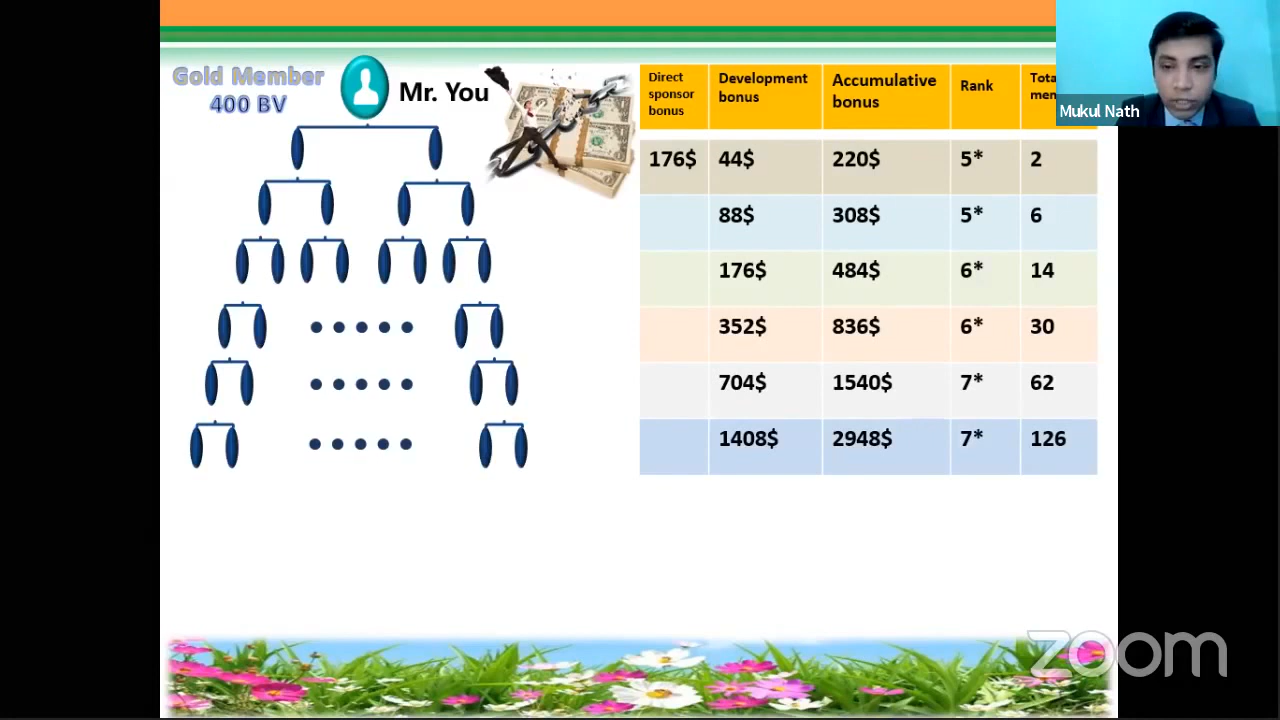 Gold Member
400 BV
Mr. You
Direct sponsor bonus
Development bonus
Accumulative bonus
Rank
Mukul Nath
176$ 44$ 220$ 5* 2
88$ 308$ 5* 6
176$ 484$ 6* 14
352$ 836$ 6* 30
704$ 1540$ 7* 62
1408$ 2948$ 7* 126
zoom